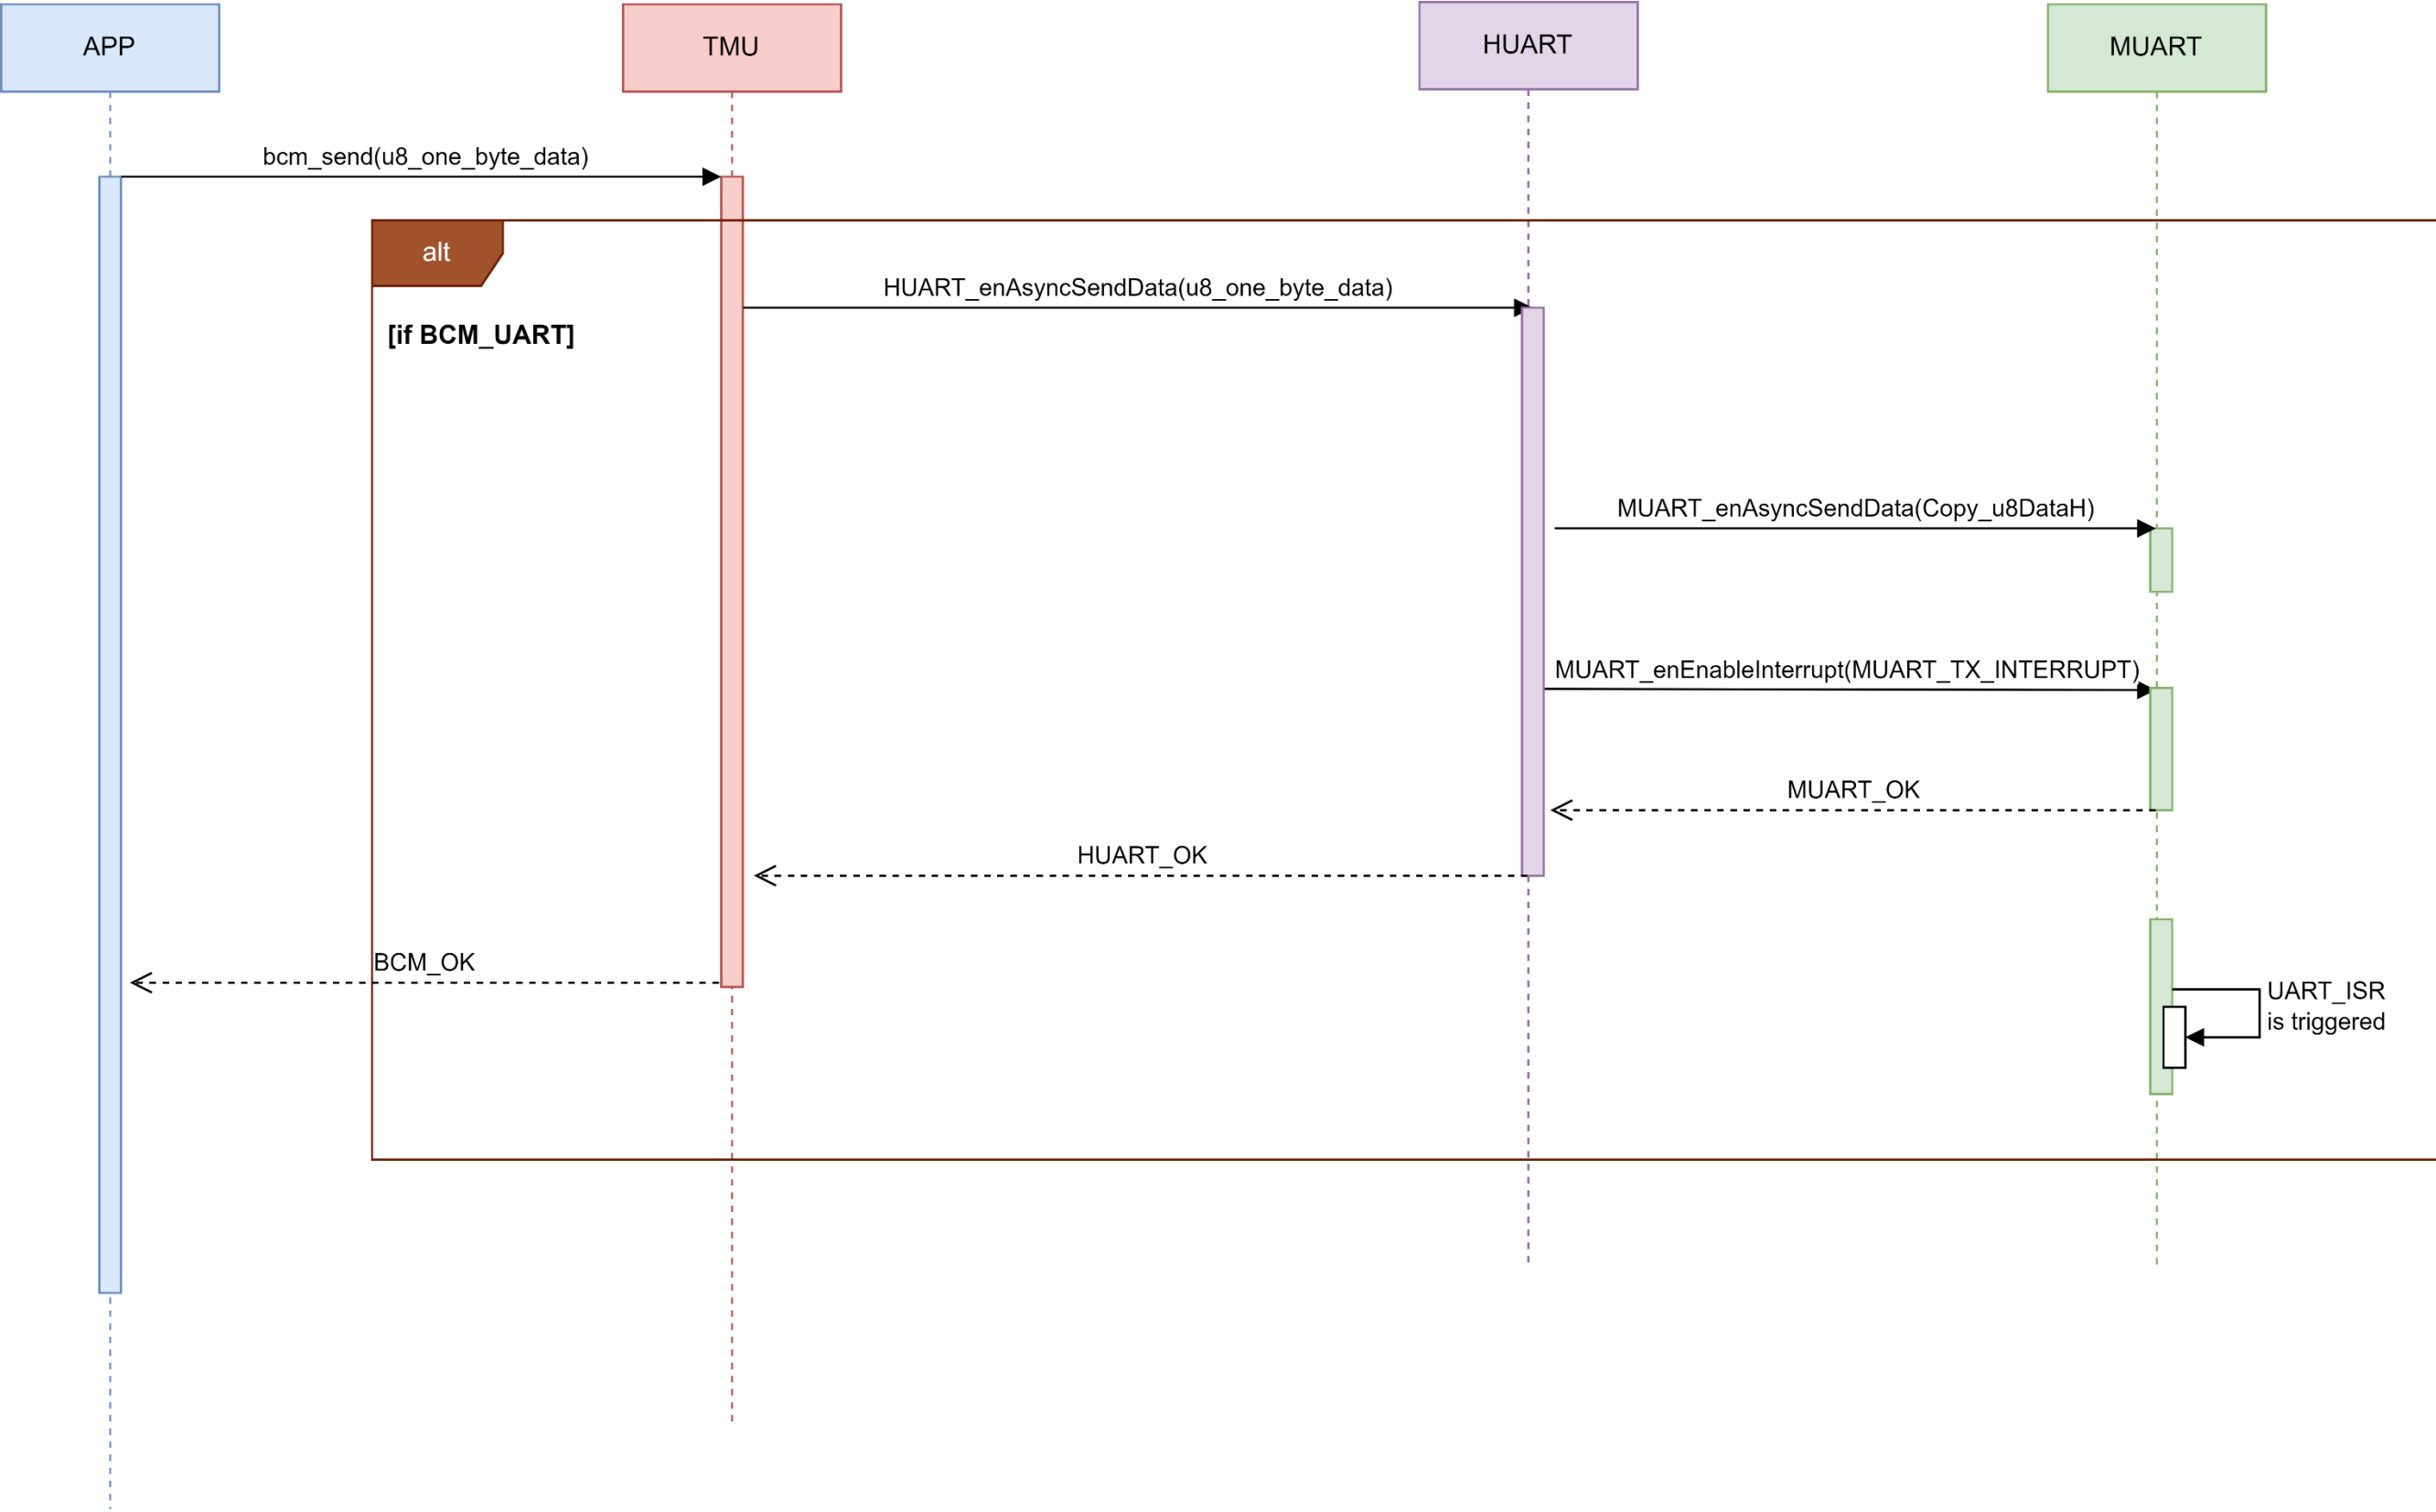 APP
TMU
HUART
MUART
bcm_send(u8_one_byte_data)
alt
HUART_enAsyncSendData(u8_one_byte_data)
[if BCM_UART]
MUART_enAsyncSendData(Copy_u8DataH)
MUART_enEnableInterrupt(MUART_TX_INTERRUPT)
MUART_OK
HUART_OK
BCM_OK
UART_ISR
is triggered